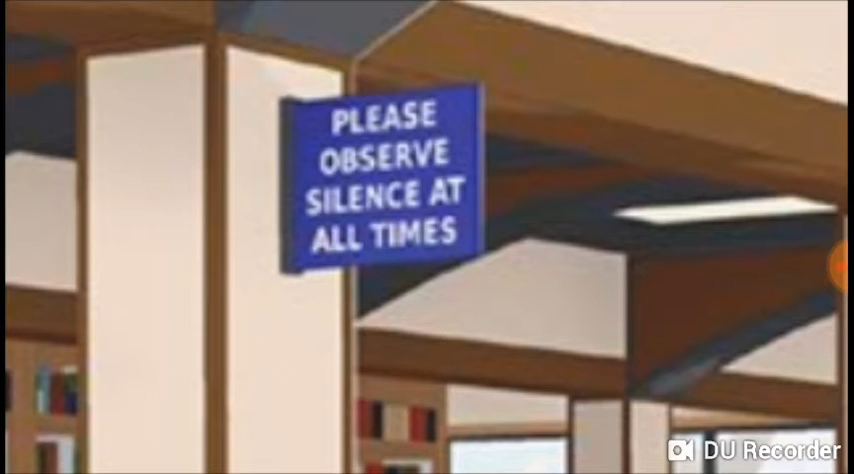 PLEASE
OBSERVE
SILENCE AT
ALL TIMES
DU Recorder